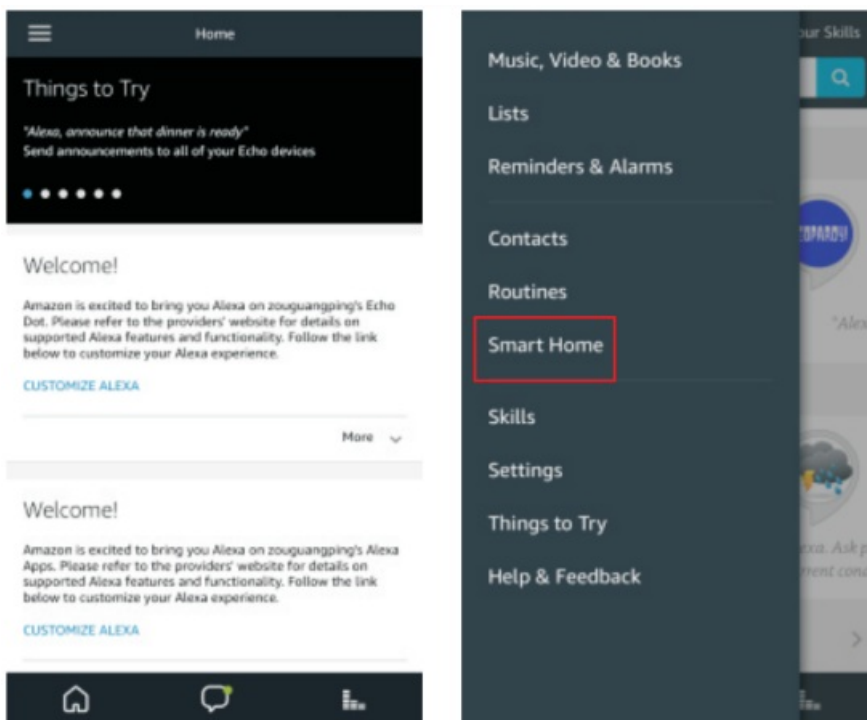 Home
Things to Try
"Alexa, announce that dinner is ready"
Send announcements to all of your Echo devices
Welcome!
Amazon is excited to bring you Alexa on zouguangping's Echo
Dot. Please refer to the providers' website for details on
supported Alexa features and functionality. Follow the link
below to customize your Alexa experience.
CUSTOMIZE ALEXA
More
Welcome!
Amazon is excited to bring you Alexa on zouguangping's Alexa
Apps. Please refer to the providers' website for details on
supported Alexa features and functionality. Follow the link
below to customize your Alexa experience.
CUSTOMIZE ALEXA
Music, Video & Books
Lists
Reminders & Alarms
Contacts
Routines
Smart Home
Skills
Settings
Things to Try
Help & Feedback
Skills